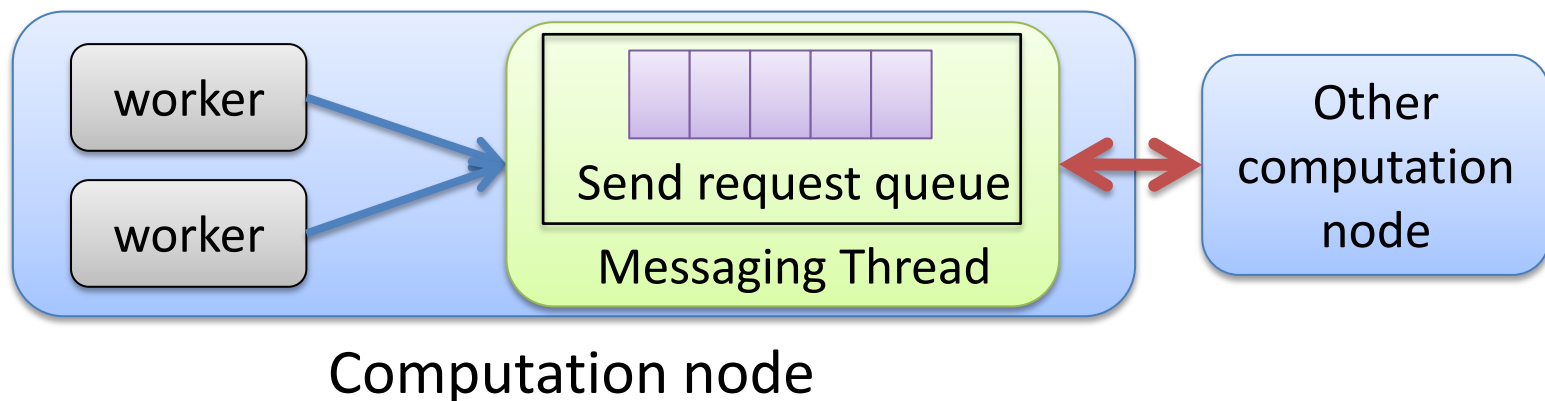 worker
worker
Send request queue
Messaging Thread
Other
computation
node
Computation node